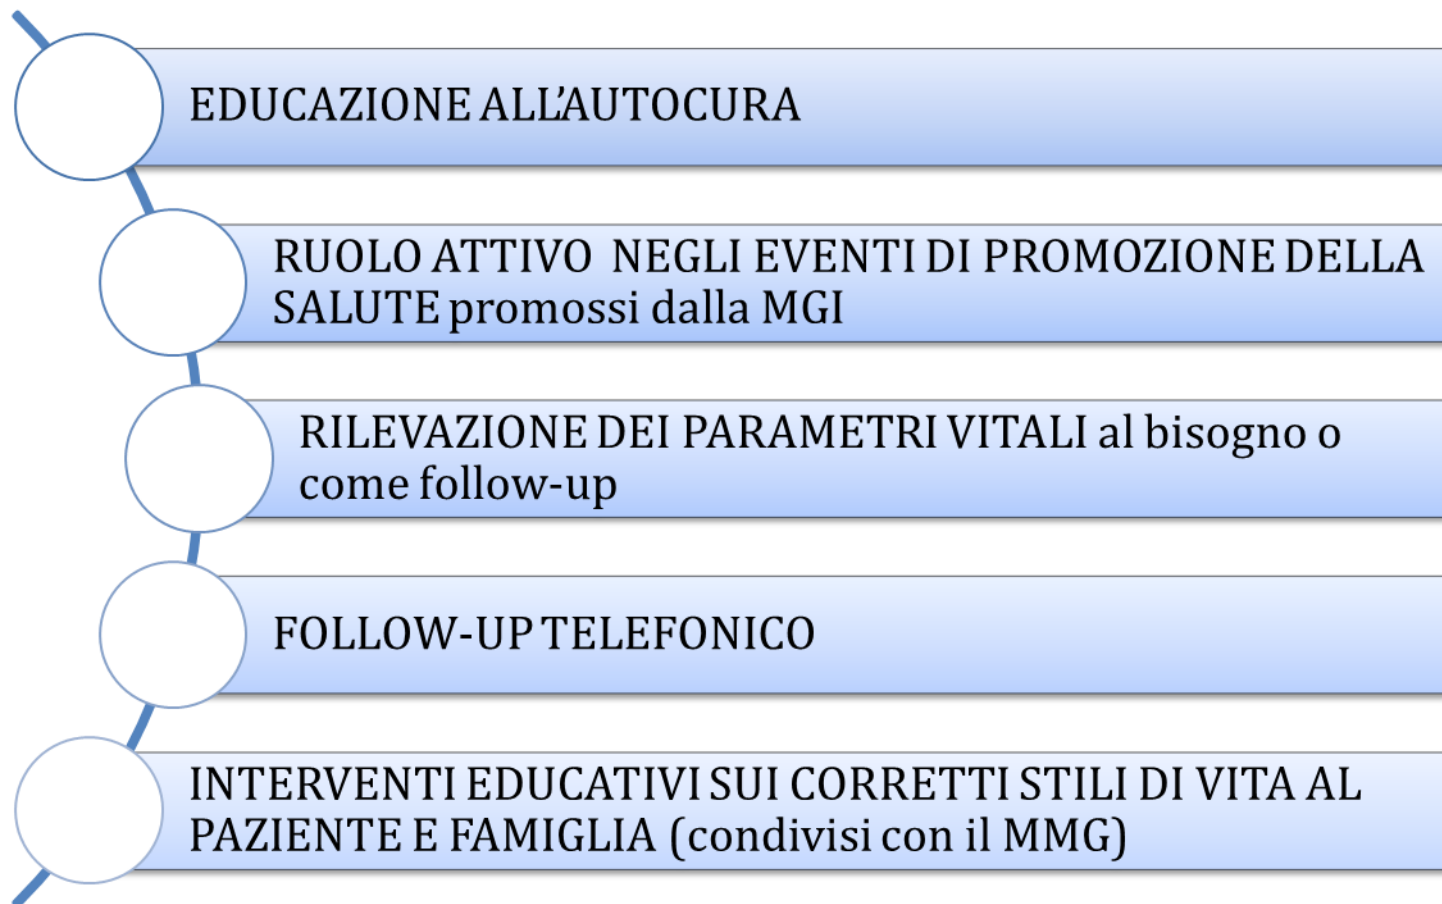 EDUCAZIONE ALL’AUTOCURA
RUOLO ATTIVO NEGLI EVENTI DI PROMOZIONE DELLA
SALUTE promossi dalla MGI
RILEVAZIONE DEI PARAMETRI VITALI al bisogno o
come follow-up
FOLLOW-UP TELEFONICO
INTERVENTI EDUCATIVI SUI CORRETTI STILI DI VITA AL
PAZIENTE E FAMIGLIA (condivisi con il MMG)